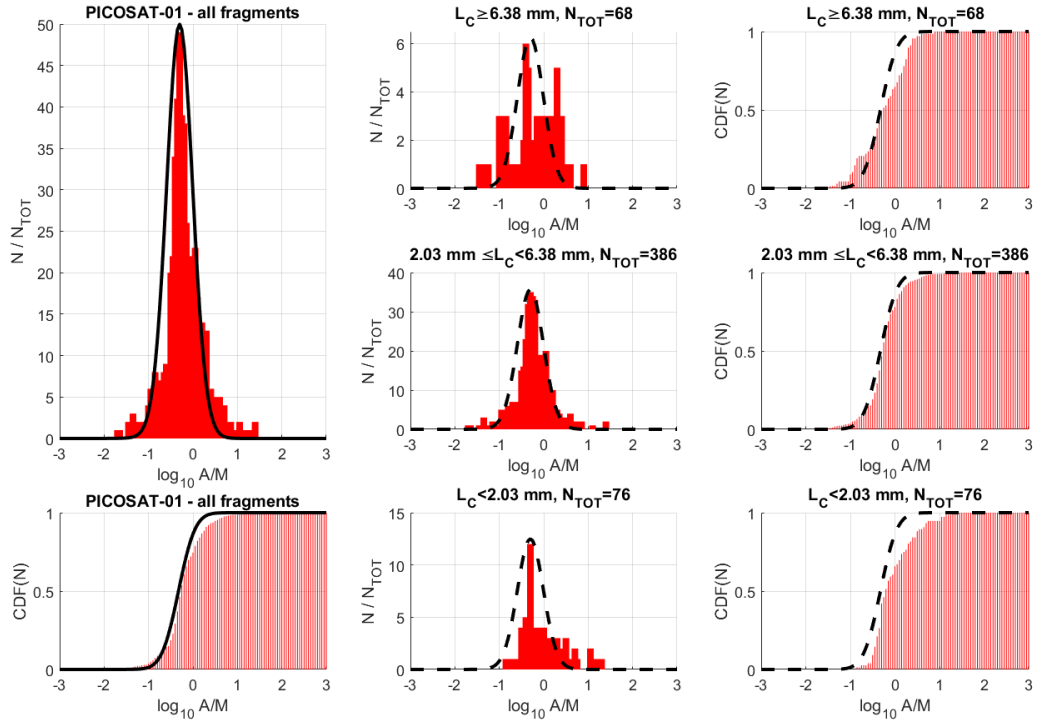 PICOSAT-01 - all fragments
50
45
40
35
30
25
20
15
10
5
0
N / N_TOT
-3 -2 -1 0 1 2 3
log10 A/M
L_C≥6.38 mm, N_TOT=68
6
4
2
0
N / N_TOT
-3 -2 -1 0 1 2 3
log10 A/M
L_C≥6.38 mm, N_TOT=68
1
0.5
0
CDF(N)
-3 -2 -1 0 1 2 3
log10 A/M
2.03 mm ≤L_C<6.38 mm, N_TOT=386
40
30
20
10
0
N / N_TOT
-3 -2 -1 0 1 2 3
log10 A/M
2.03 mm ≤L_C<6.38 mm, N_TOT=386
1
0.5
0
CDF(N)
-3 -2 -1 0 1 2 3
log10 A/M
PICOSAT-01 - all fragments
1
0.5
0
CDF(N)
-3 -2 -1 0 1 2 3
log10 A/M
L_C<2.03 mm, N_TOT=76
15
10
5
0
N / N_TOT
-3 -2 -1 0 1 2 3
log10 A/M
L_C<2.03 mm, N_TOT=76
1
0.5
0
CDF(N)
-3 -2 -1 0 1 2 3
log10 A/M